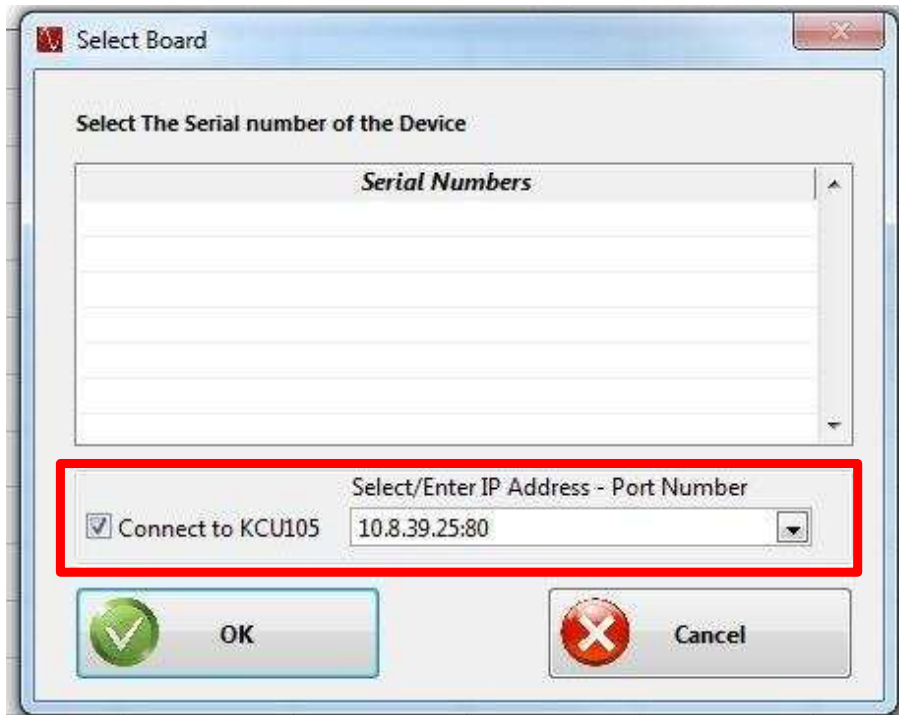 Select Board
Select The Serial number of the Device
Serial Numbers
Select/Enter IP Address - Port Number
Connect to KCU105
10.8.39.25:80
OK
Cancel